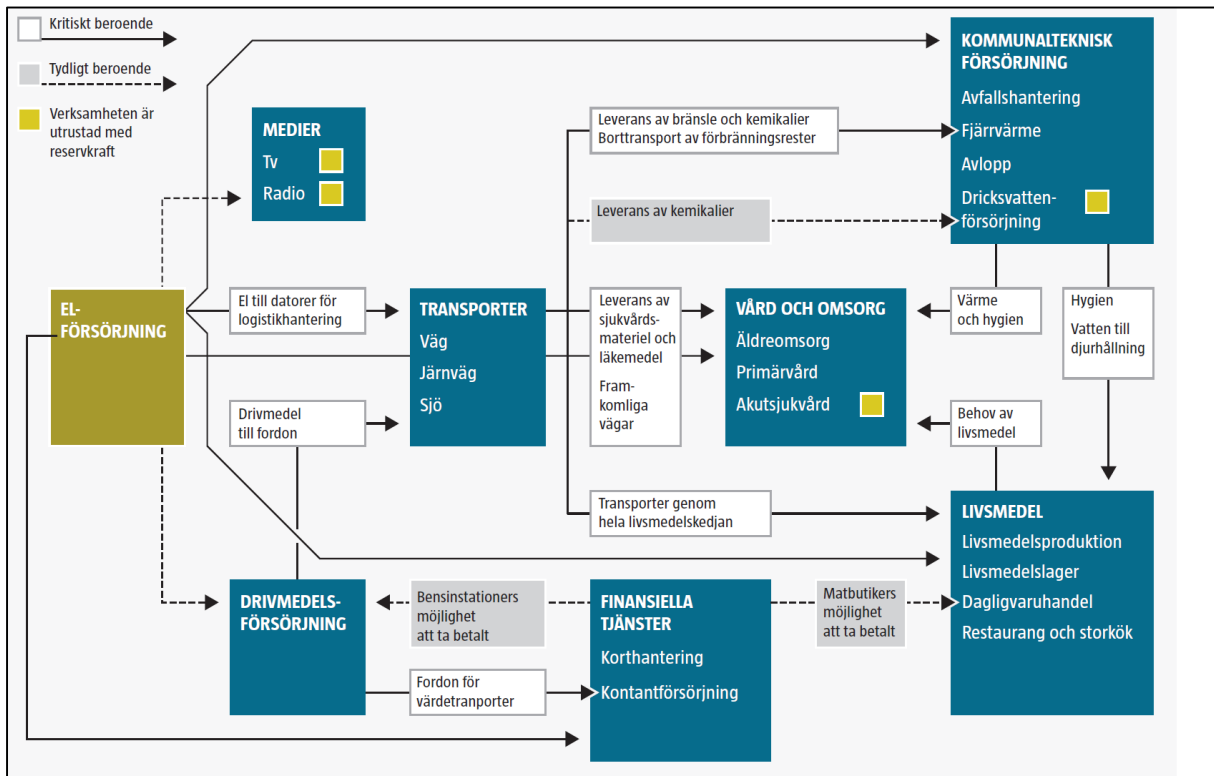 Kritiskt beroende
Tydligt beroende
Verksamheten är
utrustad med
reservkraft
MEDIER
Tv
Radio
KOMMUNALTEKNISK
FÖRSÖRJNING
Avfallshantering
Fjärrvärme
Avlopp
Dricksvatten-
försörjning
Leverans av bränsle och kemikalier
Borttransport av förbränningsrester
Leverans av kemikalier
EL-
FÖRSÖRJNING
El till datorer för
logistikhantering
TRANSPORTER
Väg
Järnväg
Sjö
Leverans av
sjukvårds-
materiel och
läkemedel
Fram-
komliga
vägar
VÅRD OCH OMSORG
Äldreomsorg
Primärvård
Akutsjukvård
Värme
och hygien
Hygien
Vatten till
djurhållning
Drivmedel
till fordon
Behov av
livsmedel
Transporter genom
hela livsmedelskedjan
LIVSMEDEL
Livsmedelsproduktion
Livsmedelslager
Dagligvaruhandel
Restaurang och storkök
DRIVMEDELS-
FÖRSÖRJNING
Bensinstationers
möjlighet
att ta betalt
FINANSIELLA
TJÄNSTER
Korthantering
Kontantförsörjning
Matbutikers
möjlighet
att ta betalt
Fordon för
värdetranporter